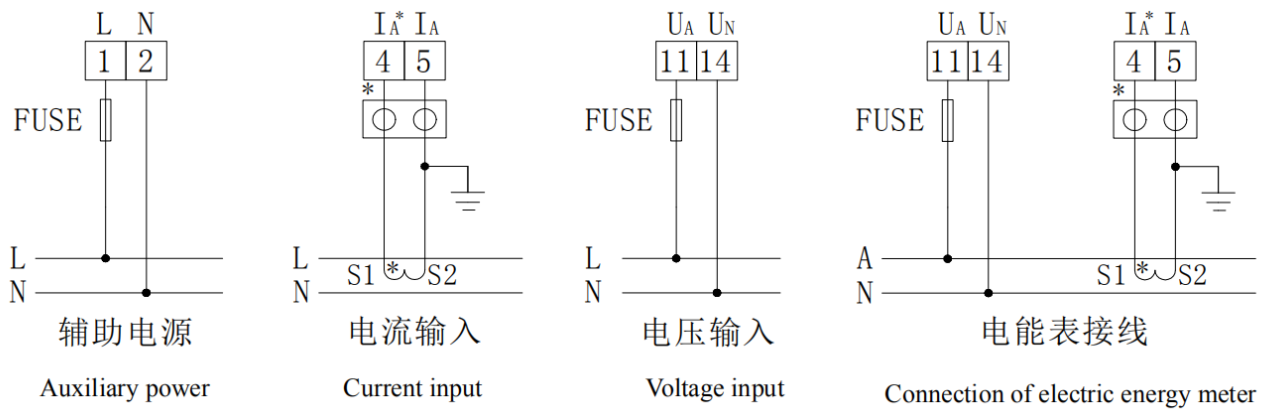 L N
1 2
FUSE
L
N
辅助电源
Auxiliary power
IA* IA
4 5
*
L
S1 * S2
N
电流输入
Current input
UA UN
11 14
FUSE
L
N
电压输入
Voltage input
UA UN IA* IA
11 14 4 5
*
FUSE
A
S1 * S2
N
电能表接线
Connection of electric energy meter